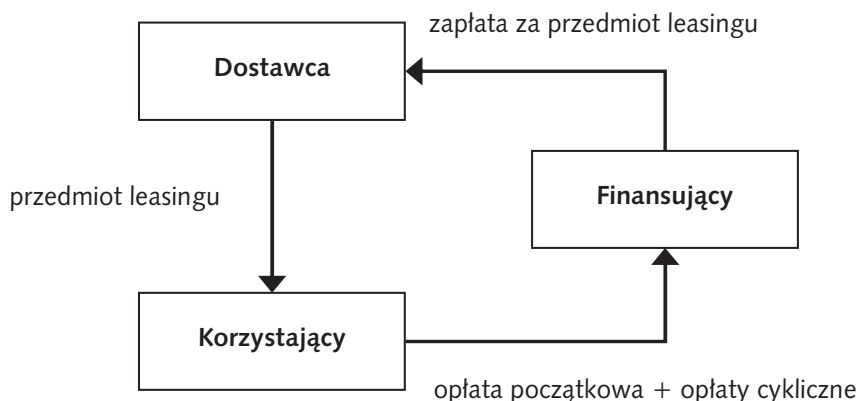 zapłata za przedmiot leasingu
Dostawca
przedmiot leasingu
Finansujący
Korzystający
opłata początkowa + opłaty cykliczne